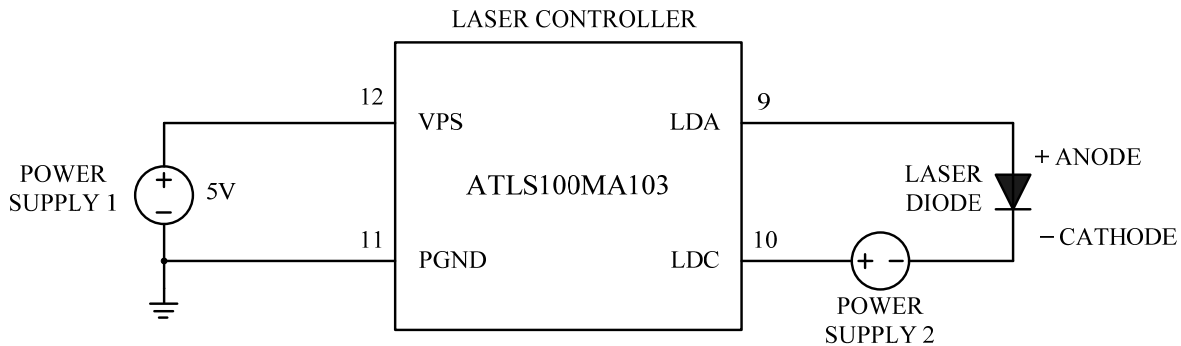 LASER CONTROLLER
12
9
VPS
LDA
+ ANODE
POWER
SUPPLY 1
+
5V
−
ATLS100MA103
LASER
DIODE
11
10
− CATHODE
PGND
LDC
+ −
POWER
SUPPLY 2